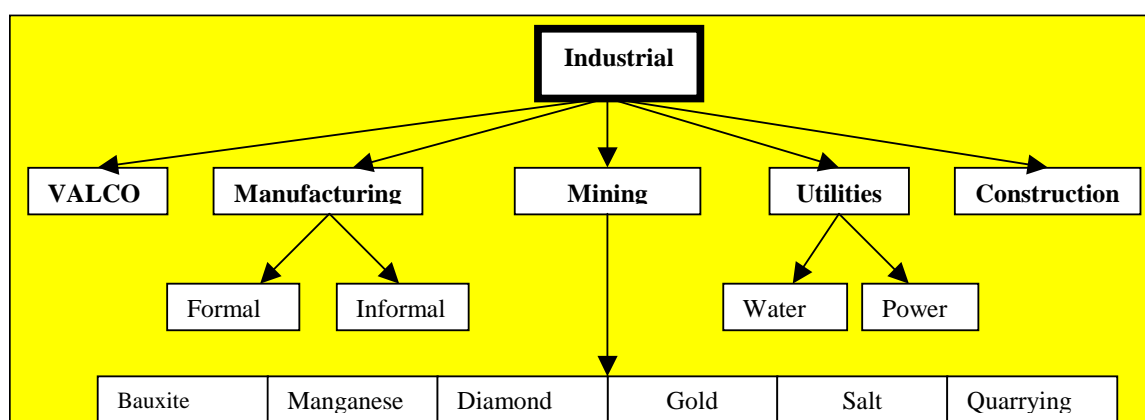 Industrial
VALCO Manufacturing Mining Utilities Construction
Formal Informal Water Power
Bauxite Manganese Diamond Gold Salt Quarrying